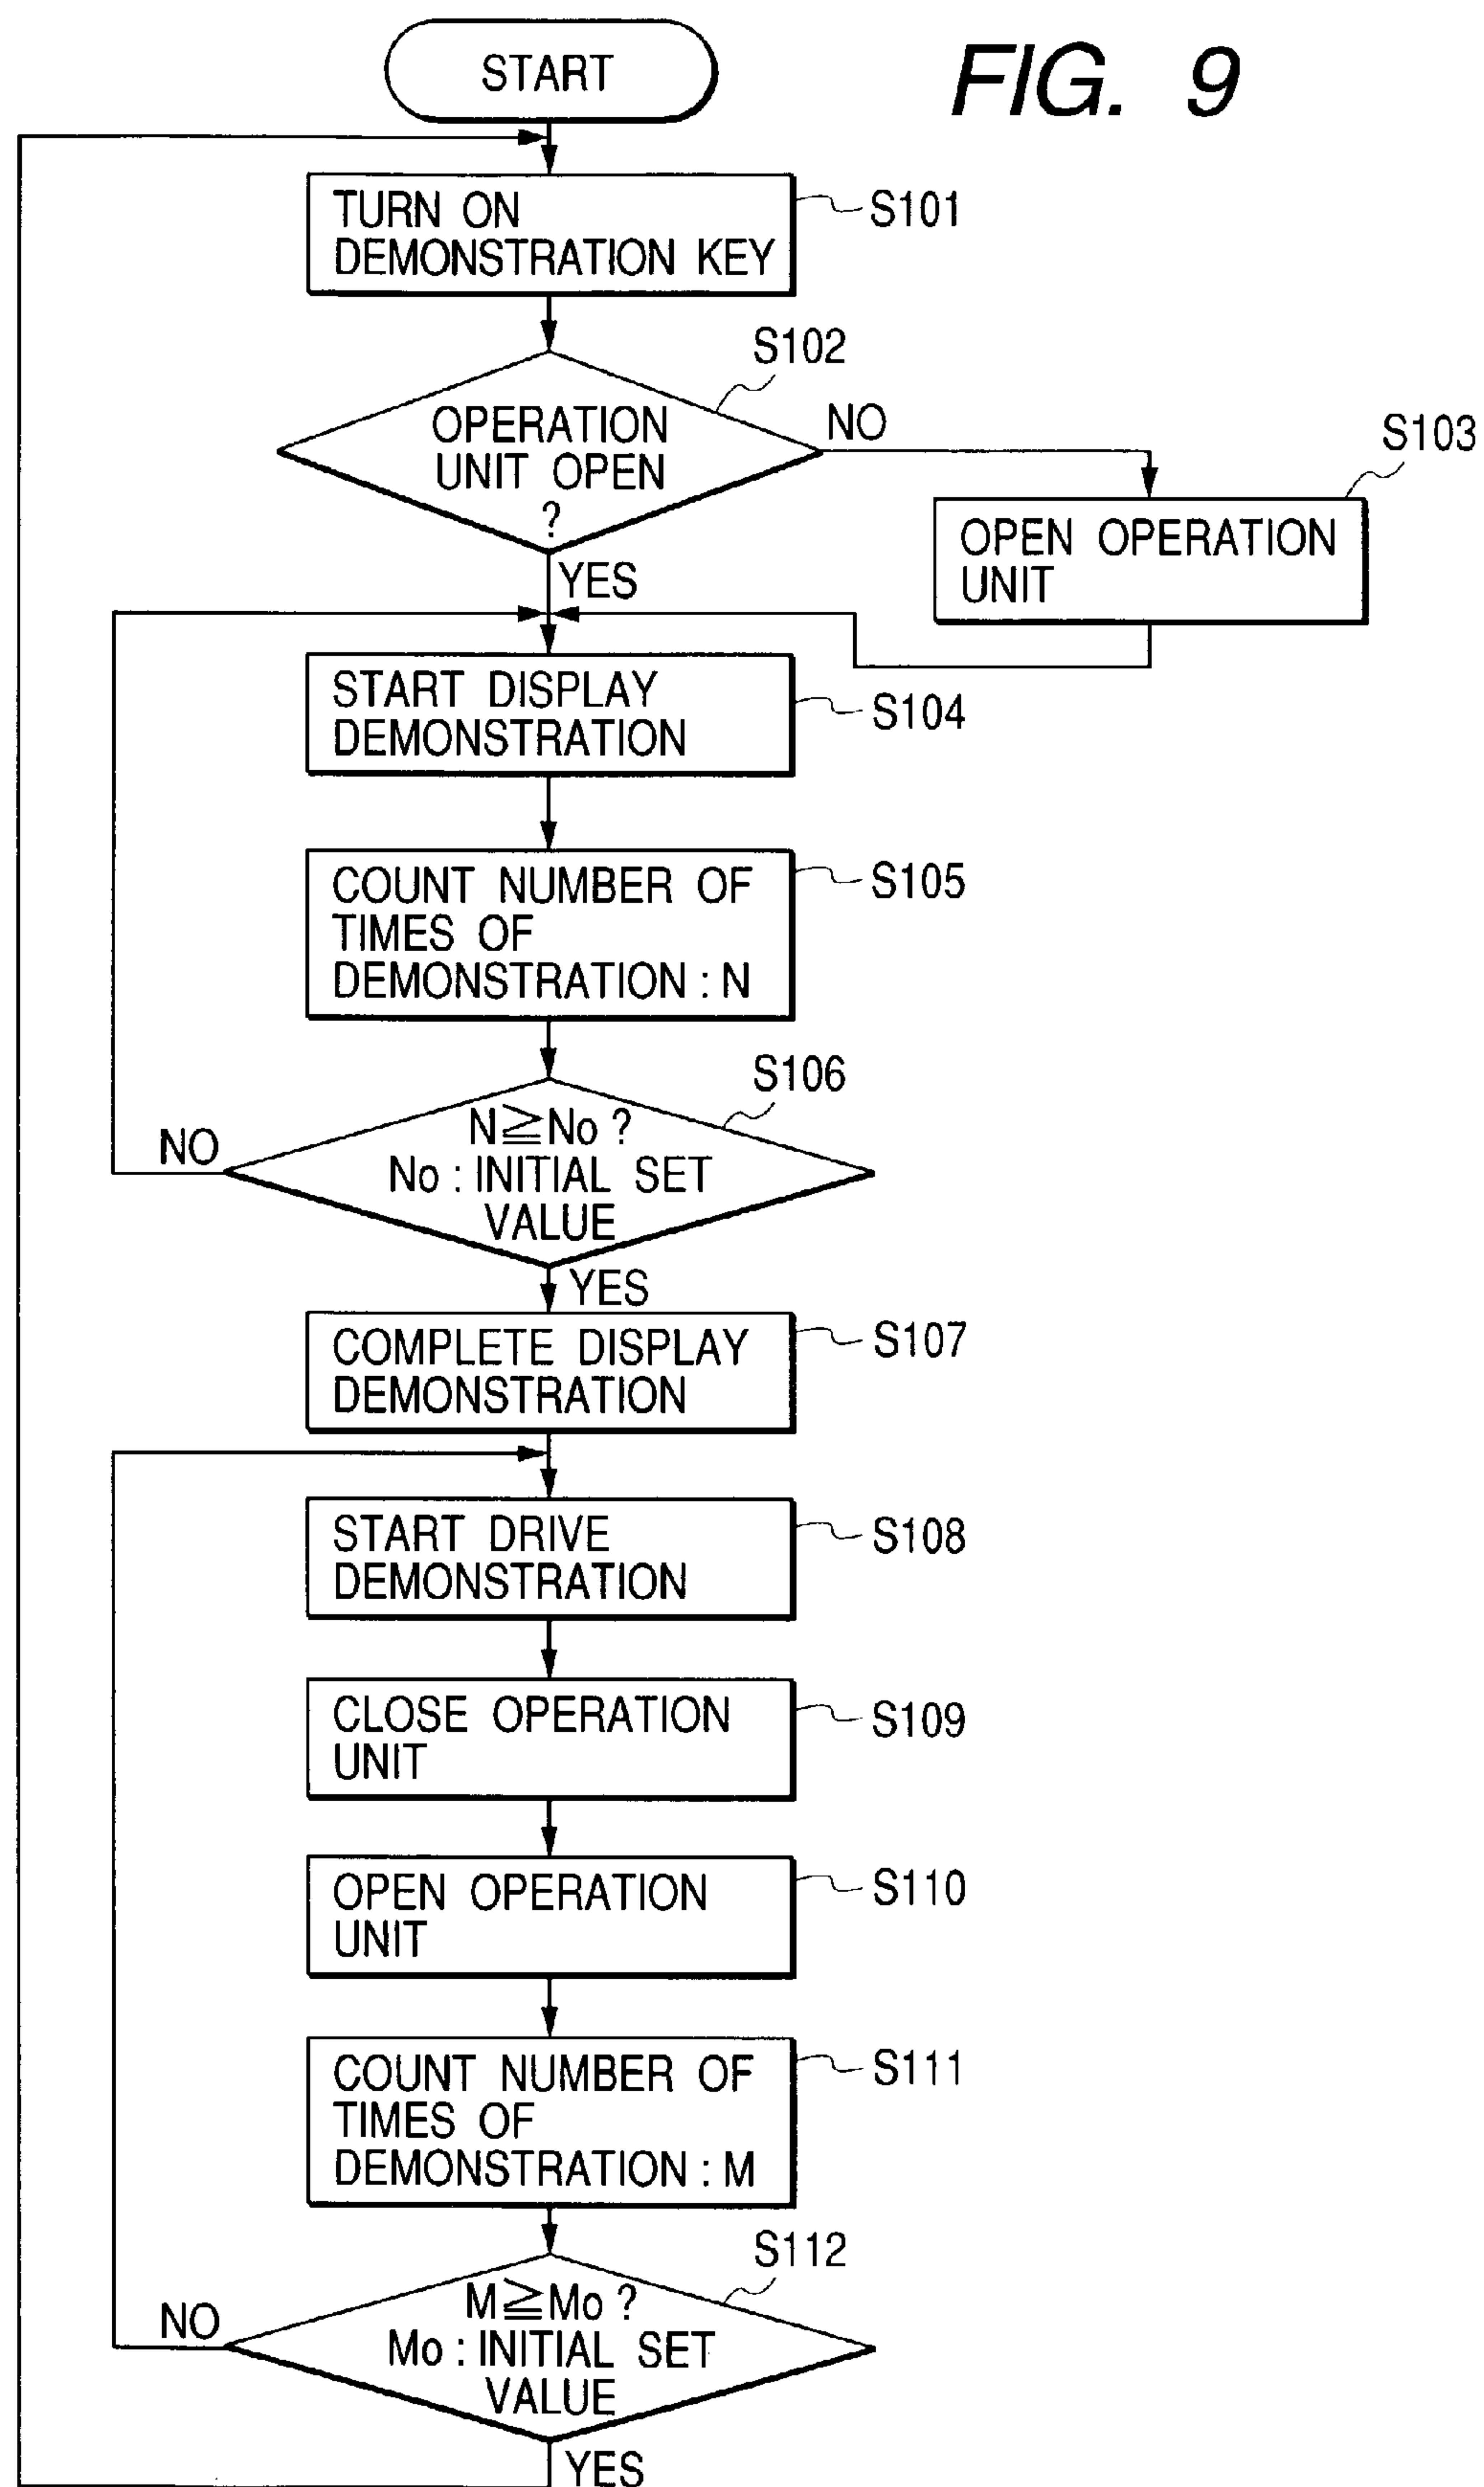 START
FIG. 9
TURN ON
DEMONSTRATION KEY
S101
S102
OPERATION
UNIT OPEN
?
NO
YES
S103
OPEN OPERATION
UNIT
START DISPLAY
DEMONSTRATION
S104
COUNT NUMBER OF
TIMES OF
DEMONSTRATION : N
S105
S106
N≧No ?
No : INITIAL SET
VALUE
NO
YES
COMPLETE DISPLAY
DEMONSTRATION
S107
START DRIVE
DEMONSTRATION
S108
CLOSE OPERATION
UNIT
S109
OPEN OPERATION
UNIT
S110
COUNT NUMBER OF
TIMES OF
DEMONSTRATION : M
S111
S112
M≧Mo ?
Mo : INITIAL SET
VALUE
NO
YES